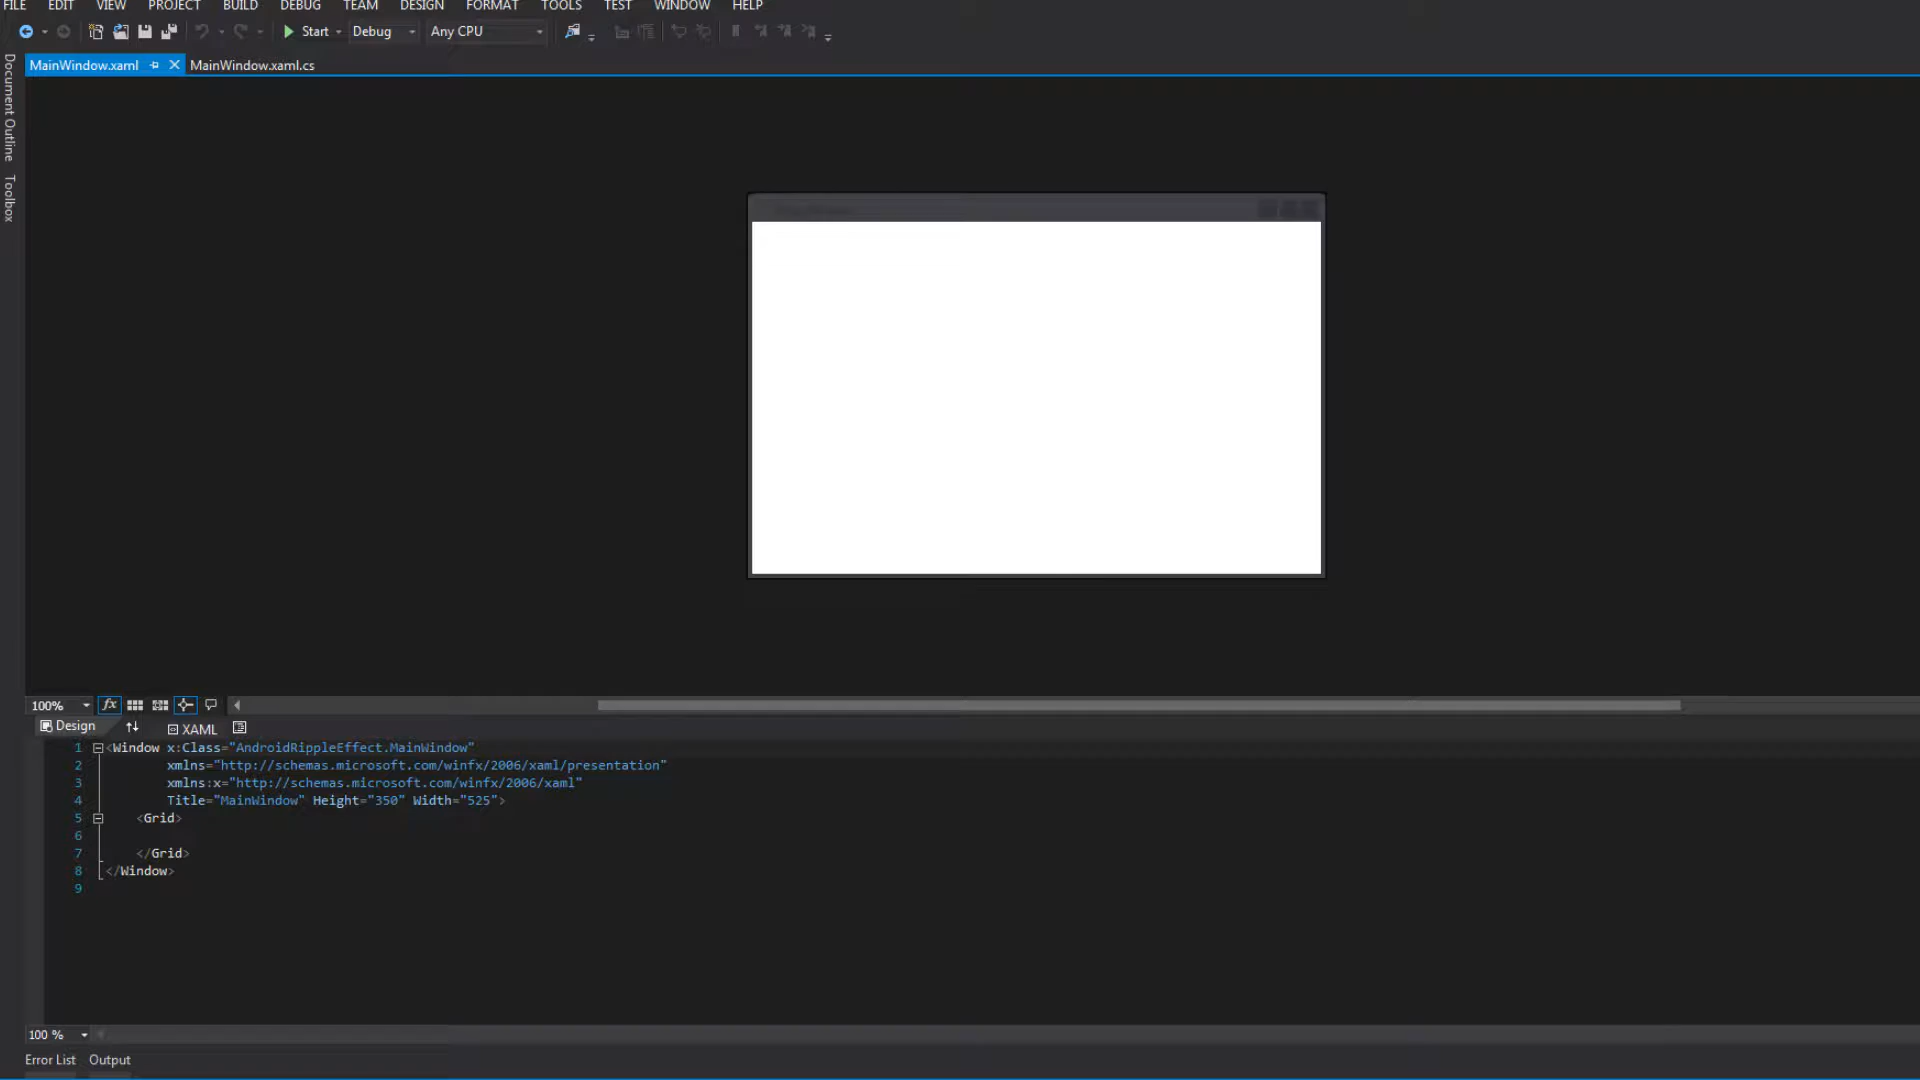 FILE EDIT VIEW PROJECT BUILD DEBUG TEAM DESIGN FORMAT TOOLS TEST WINDOW HELP
Start Debug Any CPU
MainWindow.xaml MainWindow.xaml.cs
Document Outline
Toolbox
100% fx
Design XAML
1 <Window x:Class="AndroidRippleEffect.MainWindow"
2 xmlns="http://schemas.microsoft.com/winfx/2006/xaml/presentation"
3 xmlns:x="http://schemas.microsoft.com/winfx/2006/xaml"
4 Title="MainWindow" Height="350" Width="525">
5 <Grid>
6
7 </Grid>
8 </Window>
9
100 %
Error List Output